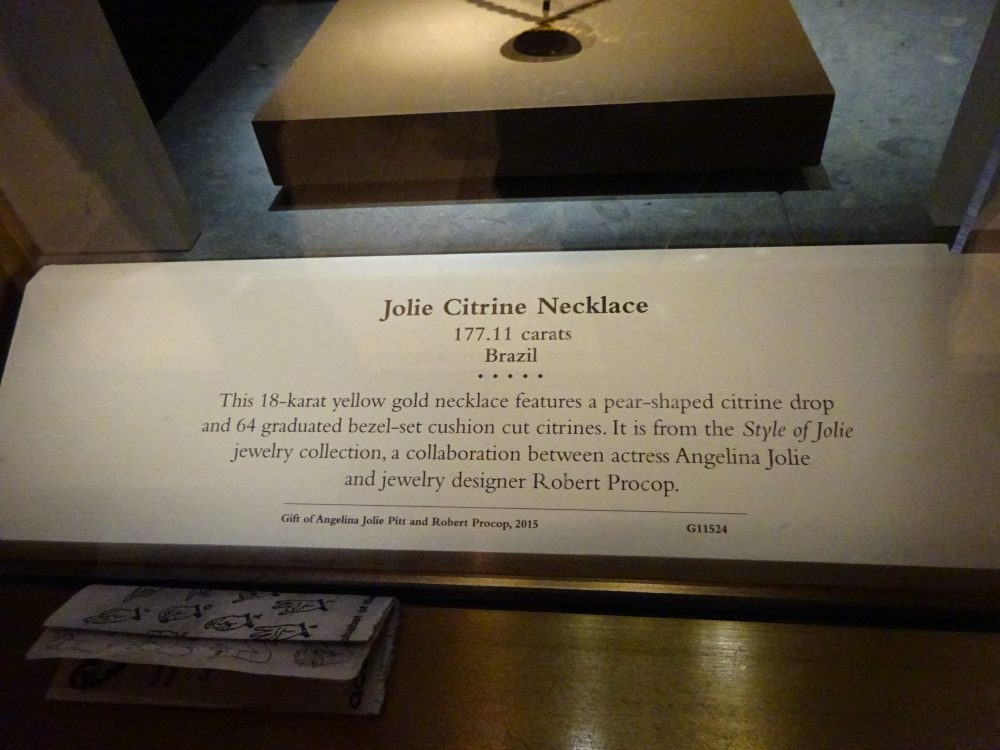 Jolie Citrine Necklace
177.11 carats
Brazil
This 18-karat yellow gold necklace features a pear-shaped citrine drop
and 64 graduated bezel-set cushion cut citrines. It is from the Style of Jolie
jewelry collection, a collaboration between actress Angelina Jolie
and jewelry designer Robert Procop.
Gift of Angelina Jolie Pitt and Robert Procop, 2015 G11524